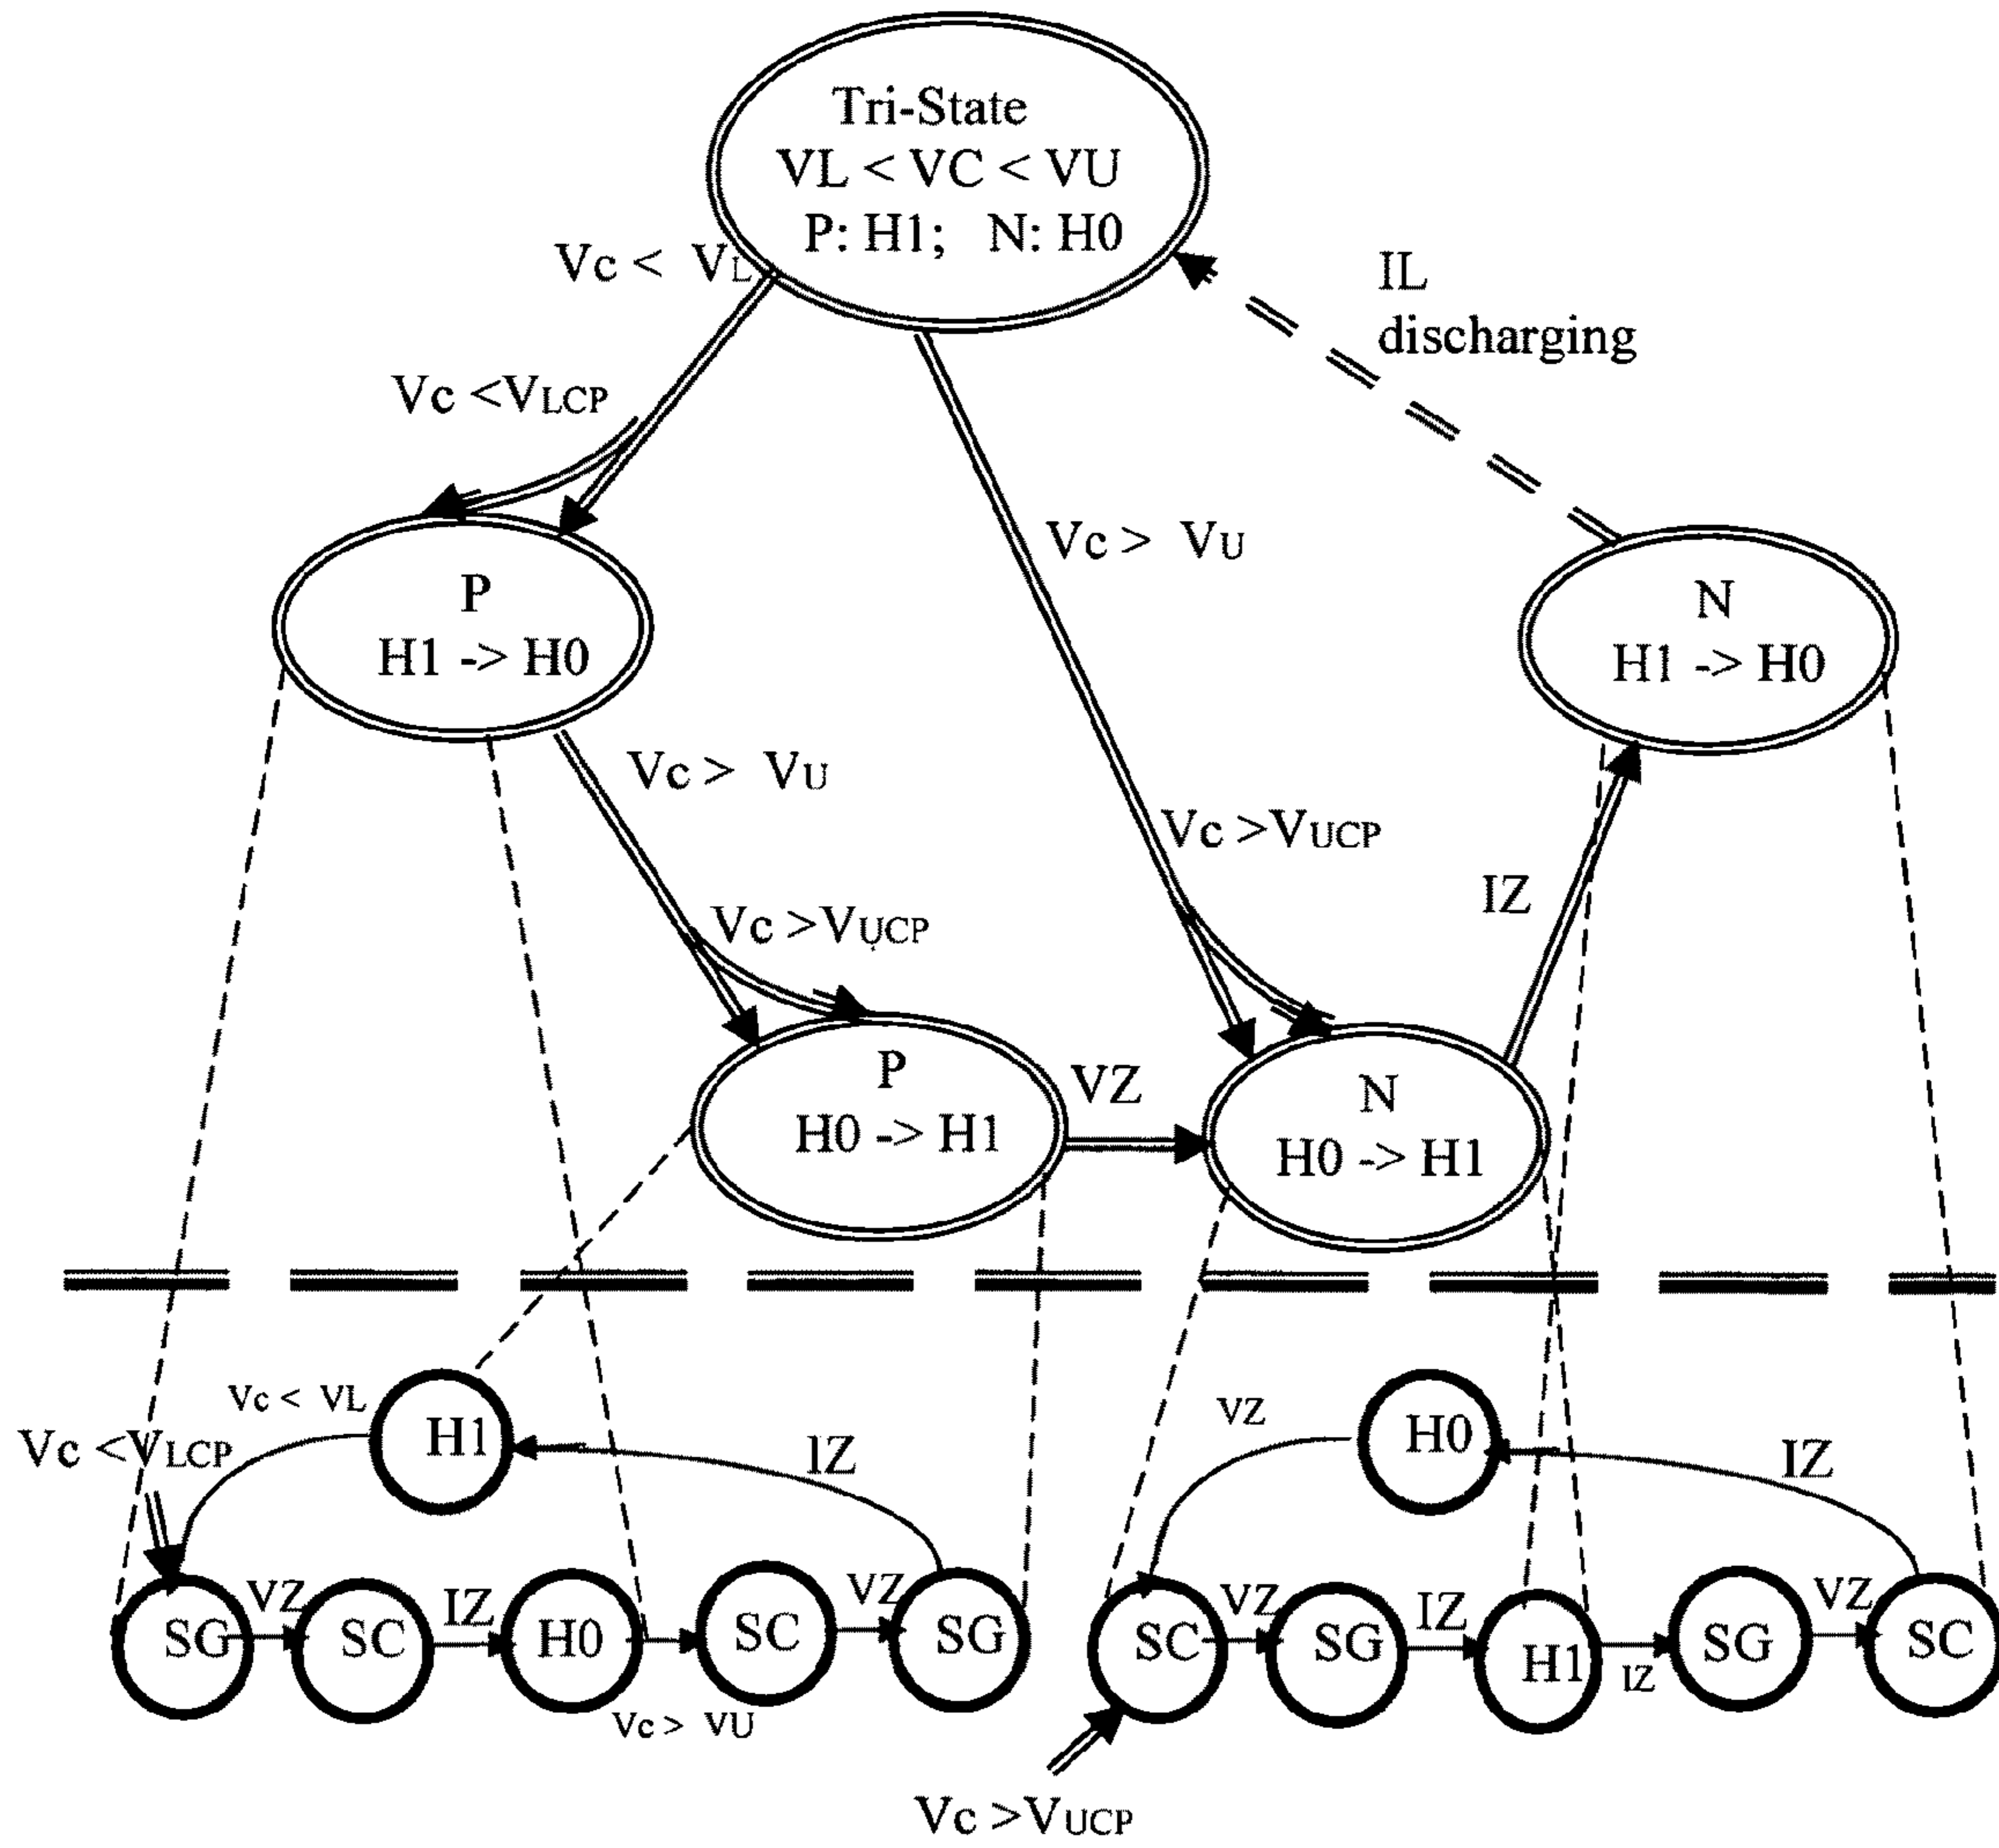 Tri-State
VL < VC < VU
P: H1; N: H0
Vc < VL
IL
discharging
Vc <VLCP
Vc > VU
P
H1 -> H0
N
H1 -> H0
Vc > VU
Vc >VUCP
IZ
Vc >VUCP
P
H0 -> H1
VZ
N
H0 -> H1
Vc < VL
H1
Vc <VLCP
IZ
VZ
H0
IZ
SG
VZ
SC
IZ
H0
SC
VZ
SG
Vc > VU
SC
VZ
SG
IZ
H1
IZ
SG
VZ
SC
Vc >VUCP